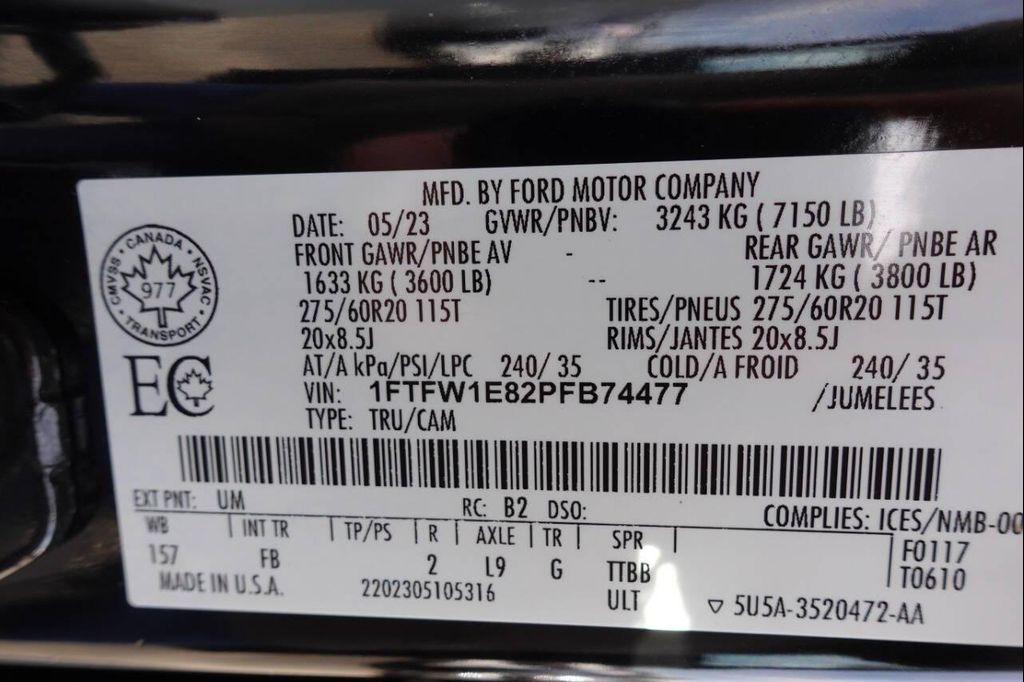 MFD. BY FORD MOTOR COMPANY
DATE: 05/23 GVWR/PNBV: 3243 KG ( 7150 LB)
FRONT GAWR/PNBE AV - REAR GAWR/ PNBE AR
1633 KG ( 3600 LB) -- 1724 KG ( 3800 LB)
275/60R20 115T TIRES/PNEUS 275/60R20 115T
20x8.5J RIMS/JANTES 20x8.5J
AT/A kPa/PSI/LPC 240/ 35 COLD/A FROID 240/ 35
VIN: 1FTFW1E82PFB74477 /JUMELEES
TYPE: TRU/CAM
CANADA
CMVSS 977 NSVAC
TRANSPORT
EC
EXT PNT: UM RC: B2 DSO: COMPLIES: ICES/NMB-00
WB INT TR TP/PS R AXLE TR SPR F0117
157 FB 2 L9 G TTBB T0610
MADE IN U.S.A. 2202305105316 ULT ▽ 5U5A-3520472-AA